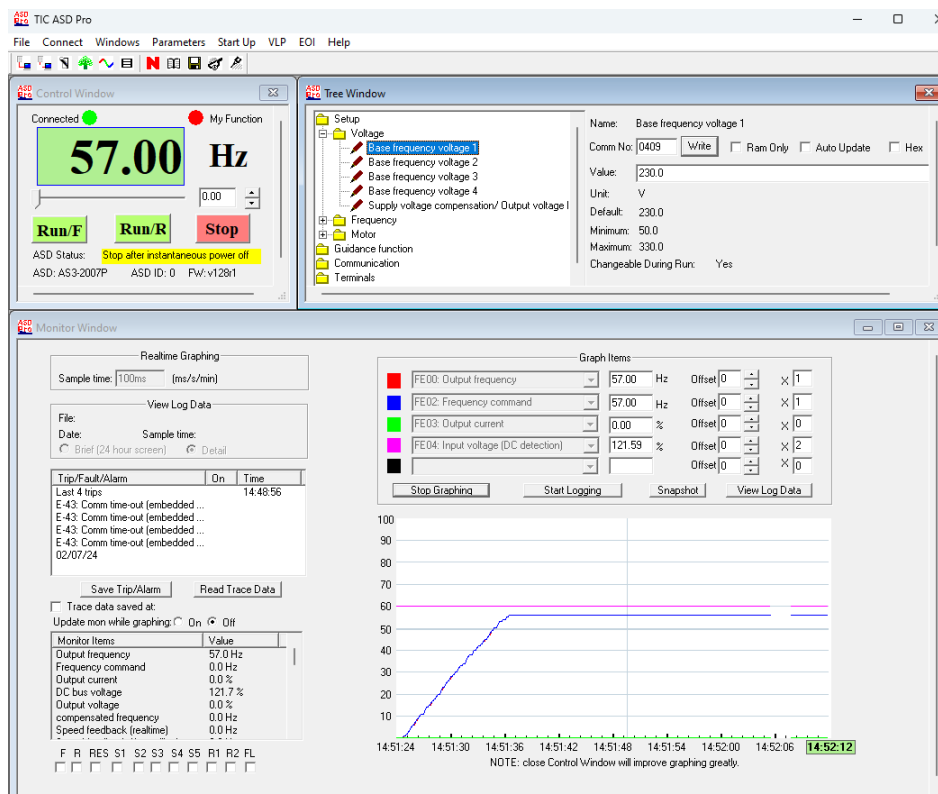 ASD Pro TIC ASD Pro
File Connect Windows Parameters Start Up VLP EOI Help
ASD Pro Control Window
Connected My Function
57.00 Hz
0.00
Run/F Run/R Stop
ASD Status: Stop after instantaneous power off
ASD: AS3-2007P ASD ID: 0 FW: v128r1
ASD Pro Tree Window
Setup
Voltage
Base frequency voltage 1
Base frequency voltage 2
Base frequency voltage 3
Base frequency voltage 4
Supply voltage compensation/ Output voltage l
Frequency
Motor
Guidance function
Communication
Terminals
Name: Base frequency voltage 1
Comm No: 0409 Write Ram Only Auto Update Hex
Value: 230.0
Unit: V
Default: 230.0
Minimum: 50.0
Maximum: 330.0
Changeable During Run: Yes
ASD Pro Monitor Window
Realtime Graphing
Sample time: 100ms (ms/s/min)
View Log Data
File:
Date: Sample time:
Brief (24 hour screen) Detail
Trip/Fault/Alarm On Time
Last 4 trips 14:48:56
E-43: Comm time-out (embedded ...
E-43: Comm time-out (embedded ...
E-43: Comm time-out (embedded ...
E-43: Comm time-out (embedded ...
02/07/24
Save Trip/Alarm Read Trace Data
Trace data saved at:
Update mon while graphing: On Off
Monitor Items Value
Output frequency 57.0 Hz
Frequency command 0.0 Hz
Output current 0.0 %
DC bus voltage 121.7 %
Output voltage 0.0 %
compensated frequency 0.0 Hz
Speed feedback (realtime) 0.0 Hz
F R RES S1 S2 S3 S4 S5 R1 R2 FL
Graph Items
FE00: Output frequency 57.00 Hz Offset 0 X 1
FE02: Frequency command 57.00 Hz Offset 0 X 1
FE03: Output current 0.00 % Offset 0 X 0
FE04: Input voltage (DC detection) 121.59 % Offset 0 X 2
Offset 0 X 0
Stop Graphing Start Logging Snapshot View Log Data
100
90
80
70
60
50
40
30
20
10
14:51:24 14:51:30 14:51:36 14:51:42 14:51:48 14:51:54 14:52:00 14:52:06 14:52:12
NOTE: close Control Window will improve graphing greatly.